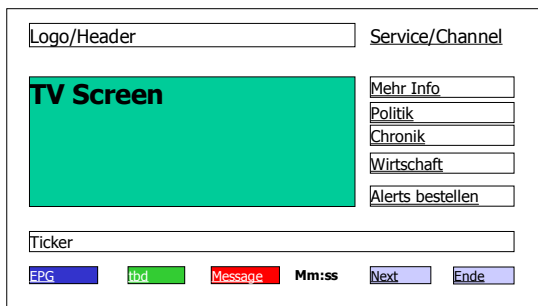 Logo/Header
Service/Channel
TV Screen
Mehr Info
Politik
Chronik
Wirtschaft
Alerts bestellen
Ticker
EPG tbd Message Mm:ss Next Ende